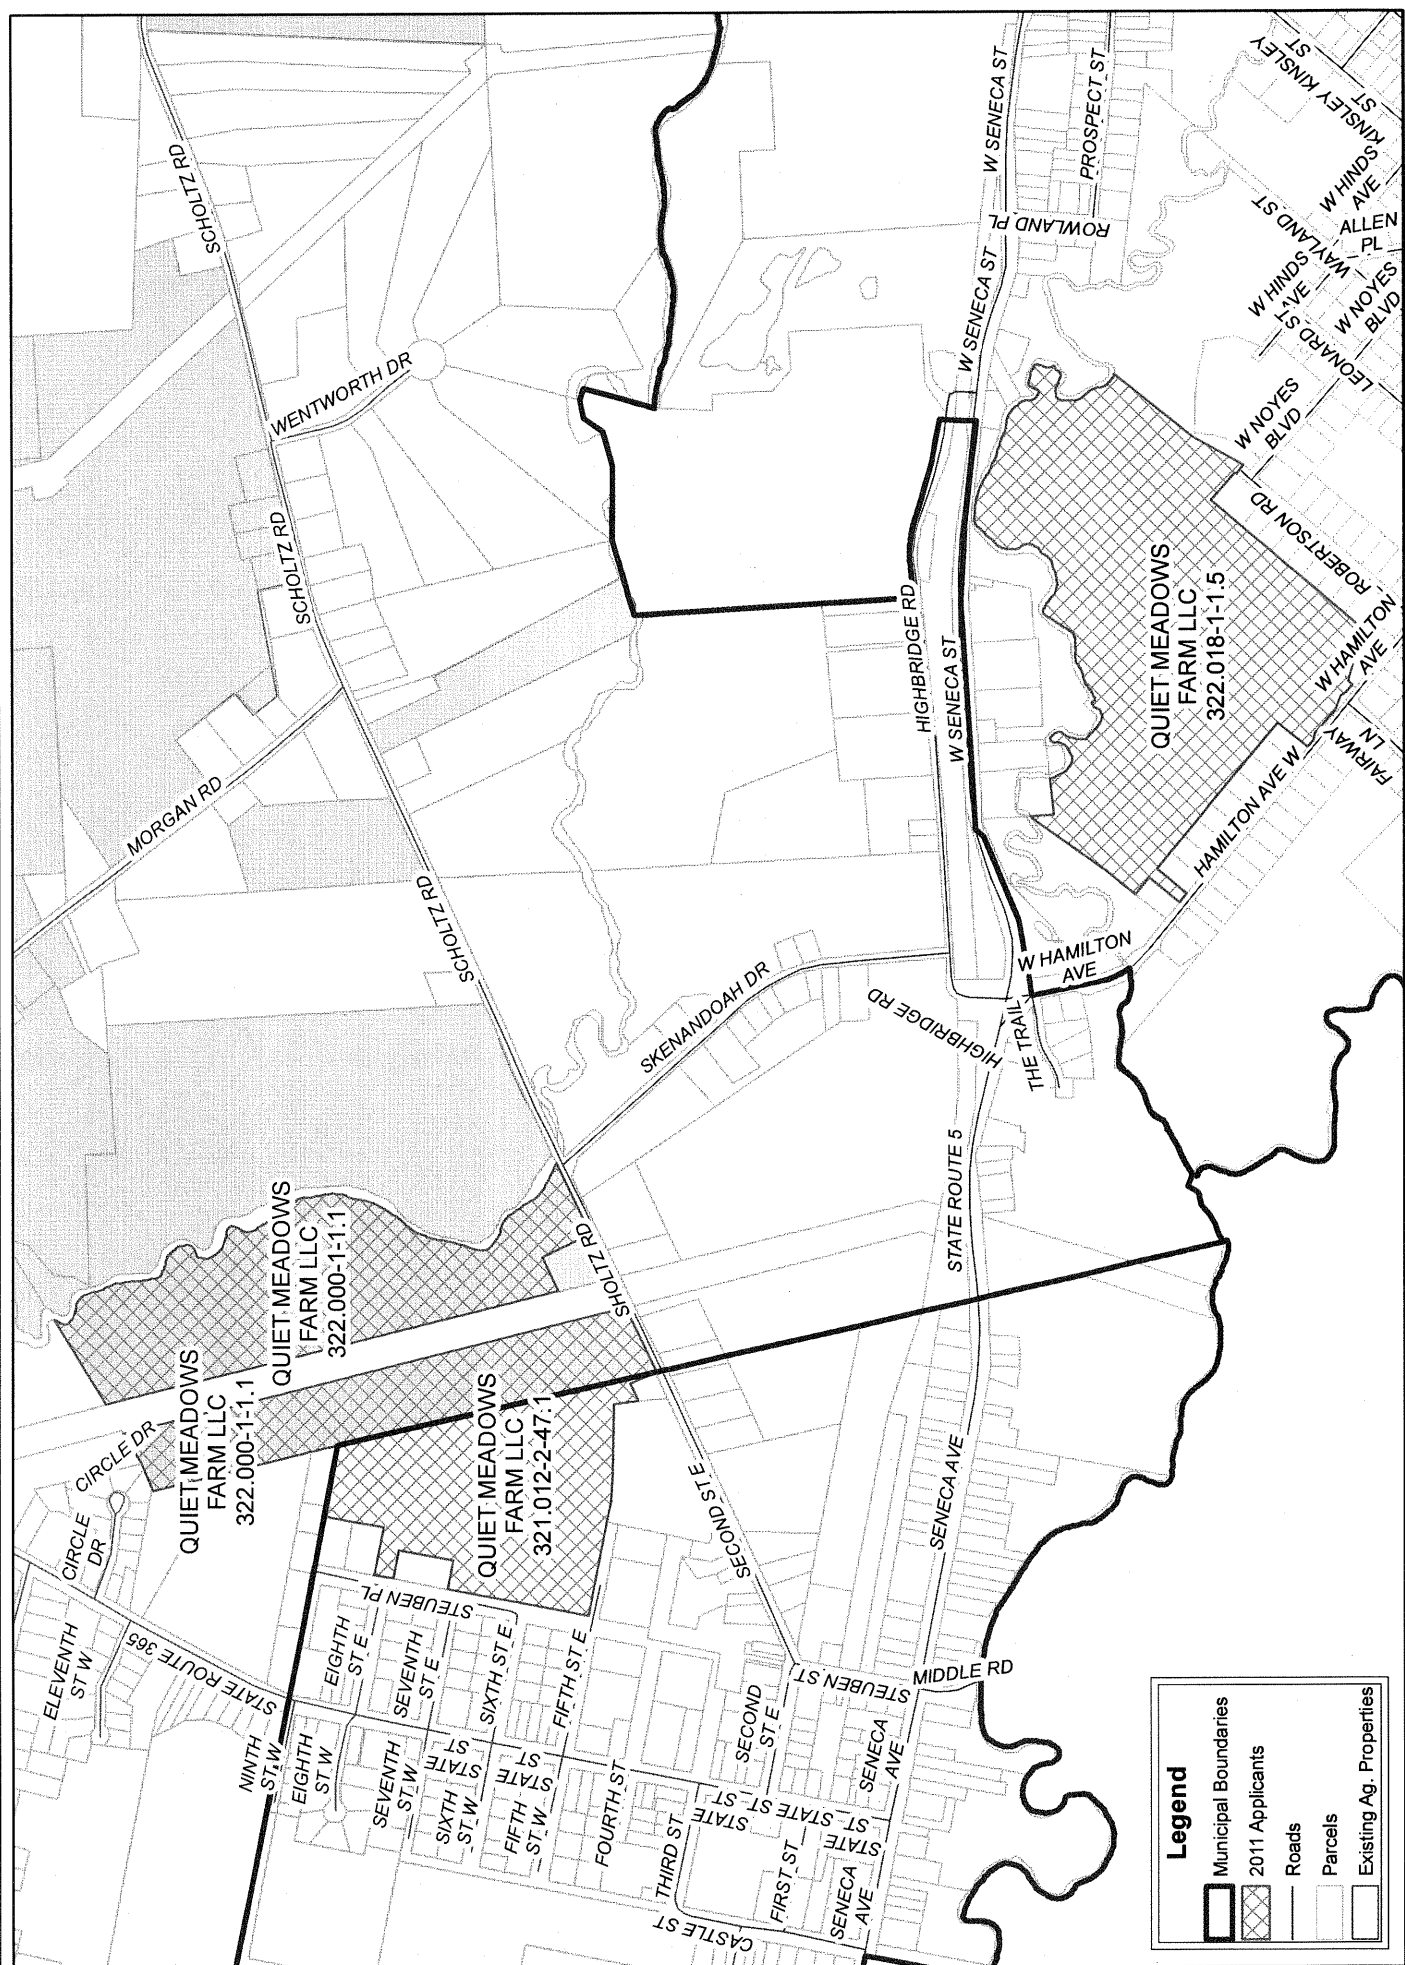 SCHOLTZ RD
WENTWORTH DR
SCHOLTZ RD
MORGAN RD
SCHOLTZ RD
W SENECA ST
PROSPECT ST
W SENECA ST
ROWLAND PL
W SENECA ST
KINSLEY KINSLEY
ST
ST
W HINDS
AVE
WAYLAND ST
ALLEN
PL
W HINDS
AVE
W NOYES
BLVD
LEONARD ST
W NOYES
BLVD
ROBERTSON RD
HIGHBRIDGE RD
W SENECA ST
QUIET MEADOWS
FARM LLC
322.018-1-1.5
W HAMILTON
AVE
FAIRWAY
LN
HAMILTON AVE W
W HAMILTON
AVE
SKENANDOAH DR
HIGHBRIDGE RD
THE TRAIL
STATE ROUTE 5
QUIET MEADOWS
FARM LLC
322.000-1-1.1
SHOLTZ RD
QUIET MEADOWS
FARM LLC
322.000-1-1.1
QUIET MEADOWS
FARM LLC
321.012-2-47.1
CIRCLE DR
CIRCLE
DR
ELEVENTH
ST W
STATE ROUTE 365
NINTH
ST W
EIGHTH
ST E
EIGHTH
ST W
STEUBEN PL
SEVENTH
ST E
SEVENTH
ST W
SIXTH ST E
STATE
ST
SIXTH
ST W
FIFTH ST E
STATE
ST
FIFTH
ST W
FOURTH ST
SECOND ST E
SECOND
ST E
THIRD ST
STATE
ST
STATE ST
FIRST ST
STATE
ST
CASTLE ST
STEUBEN ST
MIDDLE RD
SENECA AVE
SENECA
AVE
SENECA
AVE
Legend
Municipal Boundaries
2011 Applicants
Roads
Parcels
Existing Ag. Properties